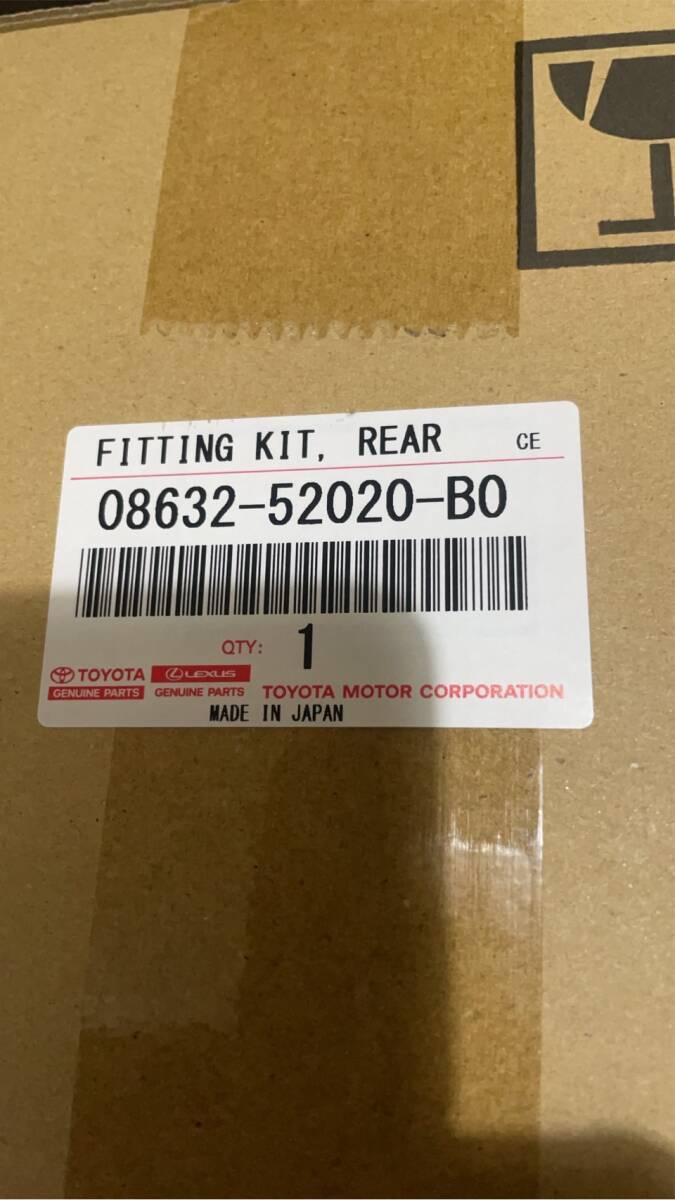 FITTING KIT, REAR CE
08632-52020-B0
QTY: 1
TOYOTA LEXUS
GENUINE PARTS GENUINE PARTS TOYOTA MOTOR CORPORATION
MADE IN JAPAN